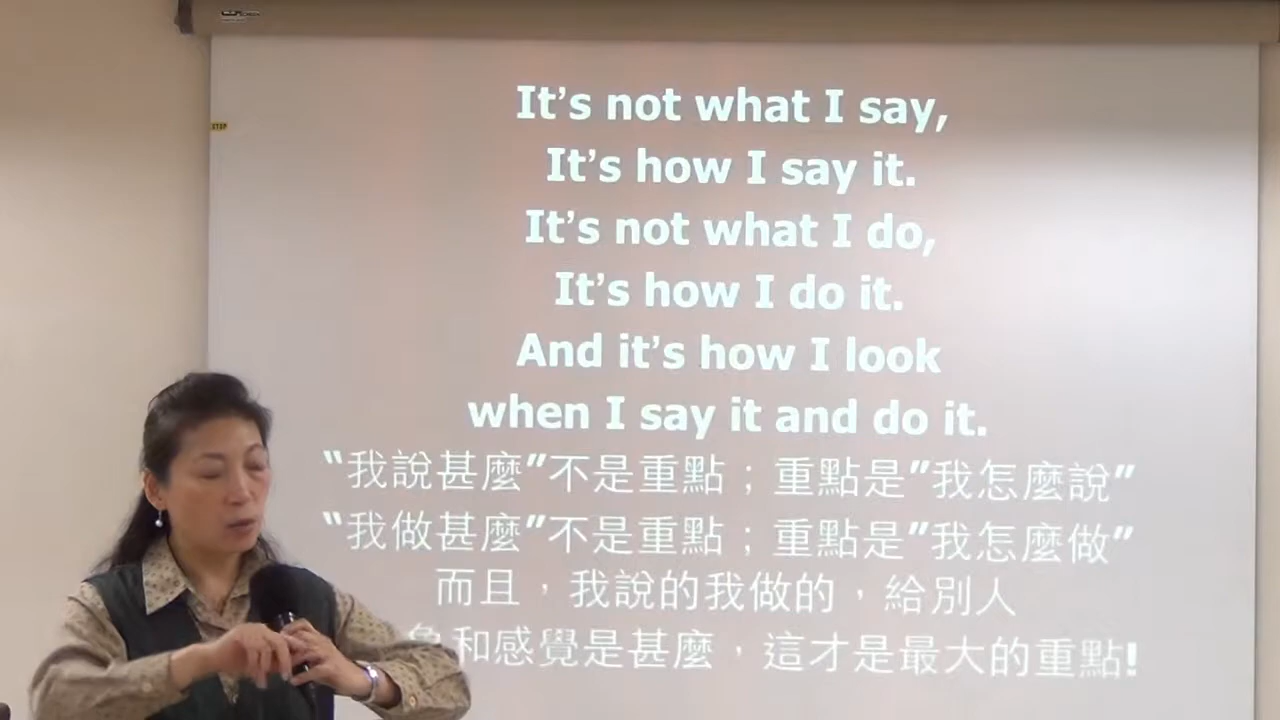 It's not what I say,
It's how I say it.
It's not what I do,
It's how I do it.
And it's how I look
when I say it and do it.
“我說甚麼”不是重點；重點是”我怎麼說”
“我做甚麼”不是重點；重點是”我怎麼做”
而且，我說的我做的，給別人
象和感覺是甚麼，這才是最大的重點!